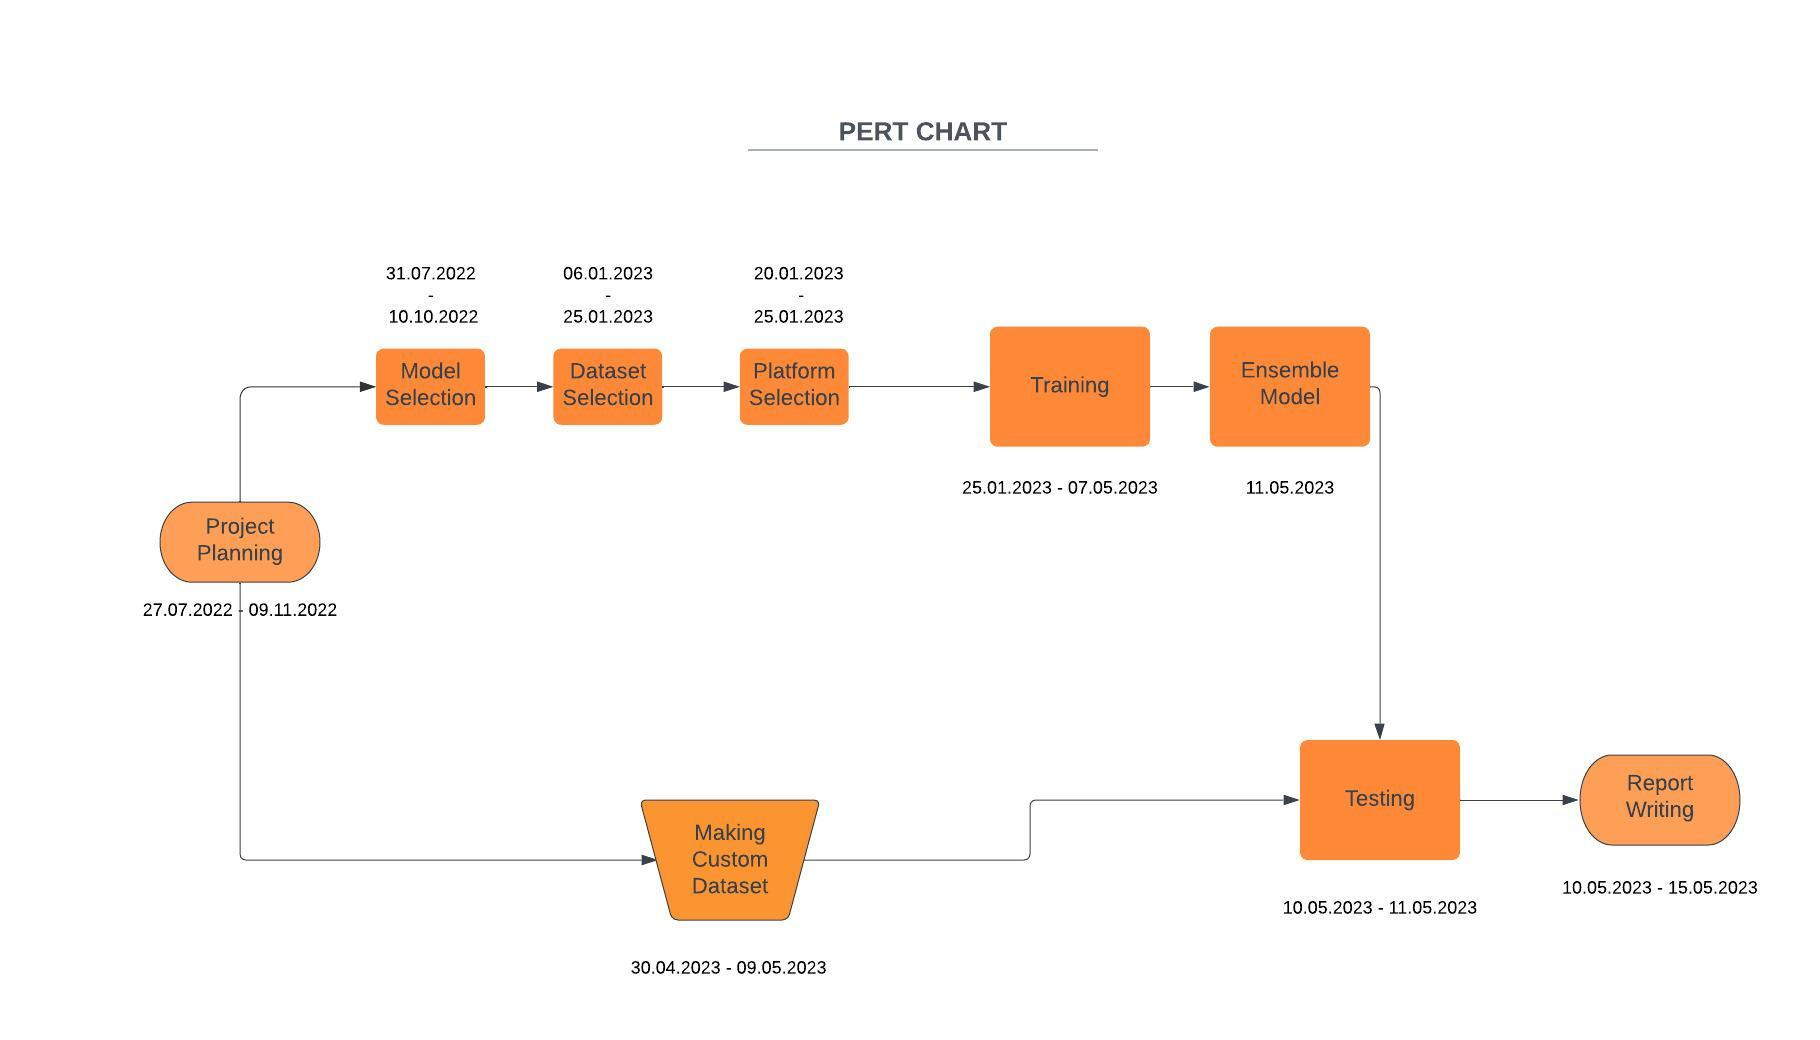 PERT CHART
31.07.2022
-
10.10.2022
06.01.2023
-
25.01.2023
20.01.2023
-
25.01.2023
Model
Selection
Dataset
Selection
Platform
Selection
Training
Ensemble
Model
25.01.2023 - 07.05.2023
11.05.2023
Project
Planning
27.07.2022 - 09.11.2022
Making
Custom
Dataset
30.04.2023 - 09.05.2023
Testing
10.05.2023 - 11.05.2023
Report
Writing
10.05.2023 - 15.05.2023